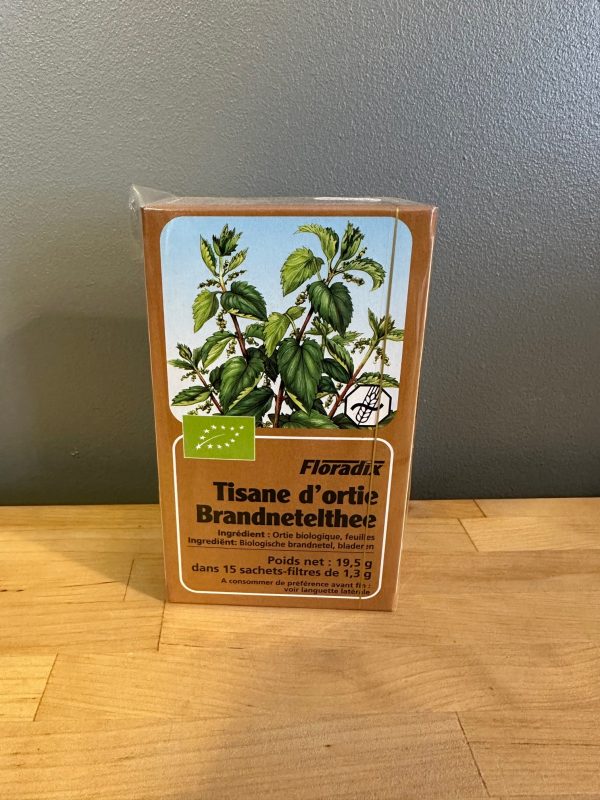 Floradix
Tisane d'ortie
Brandnetelthee
Ingrédient : Ortie biologique, feuilles
Ingrediënt: Biologische brandnetel, bladeren
Poids net : 19,5 g
dans 15 sachets-filtres de 1,3 g
A consommer de préférence avant fin :
voir languette latérale